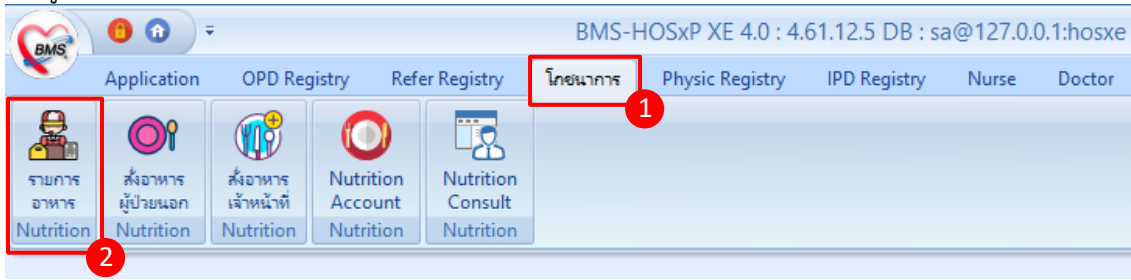 BMS
BMS-HOSxP XE 4.0 : 4.61.12.5 DB : sa@127.0.0.1:hosxe
Application OPD Registry Refer Registry โภชนาการ Physic Registry IPD Registry Nurse Doctor
1
รายการ
อาหาร
Nutrition
สั่งอาหาร
ผู้ป่วยนอก
Nutrition
สั่งอาหาร
เจ้าหน้าที่
Nutrition
Nutrition
Account
Nutrition
Nutrition
Consult
Nutrition
2